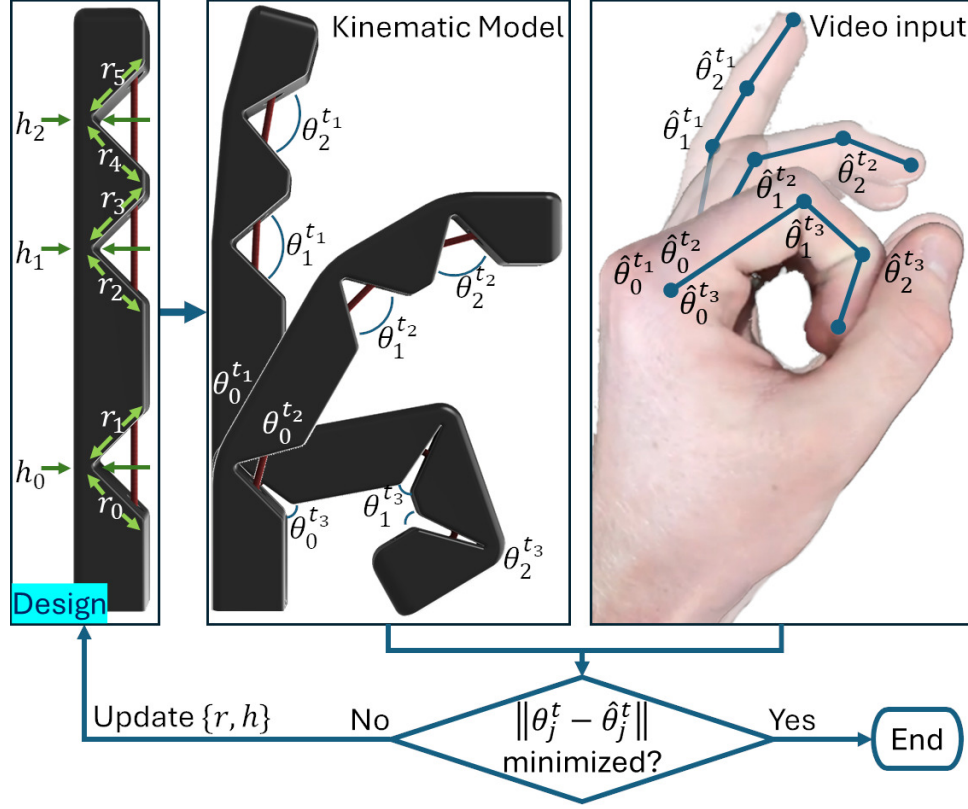 r₅
h₂
r₄
r₃
h₁
r₂
r₁
h₀
r₀
Design
Kinematic Model
θ₂^{t₁}
θ₁^{t₁}
θ₂^{t₂}
θ₁^{t₂}
θ₀^{t₁}
θ₀^{t₂}
θ₁^{t₃}
θ₀^{t₃}
θ₂^{t₃}
Video input
θ̂₂^{t₁}
θ̂₁^{t₁}
θ̂₂^{t₂}
θ̂₁^{t₂}
θ̂₀^{t₂}
θ̂₁^{t₃}
θ̂₀^{t₁}
θ̂₂^{t₃}
θ̂₀^{t₃}
Update {r, h}
No
‖θⱼᵗ − θ̂ⱼᵗ‖
minimized?
Yes
End